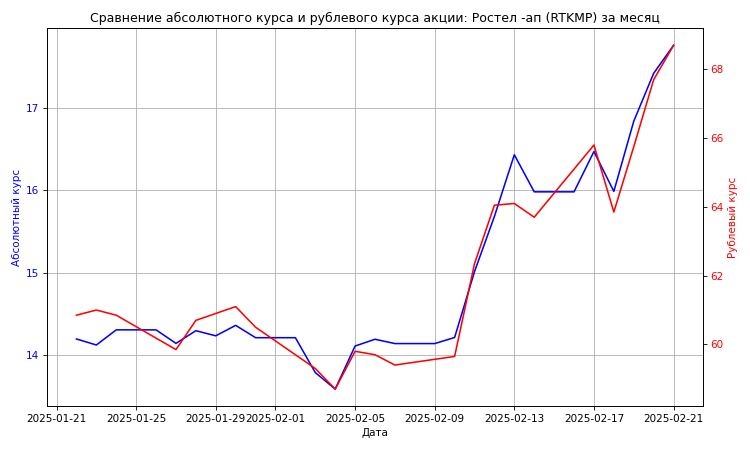 Сравнение абсолютного курса и рублевого курса акции: Ростел -ап (RTKMP) за месяц
Абсолютный курс
17
16
15
14
Рублевый курс
68
66
64
62
60
2025-01-21 2025-01-25 2025-01-29 2025-02-01 2025-02-05 2025-02-09 2025-02-13 2025-02-17 2025-02-21
Дата